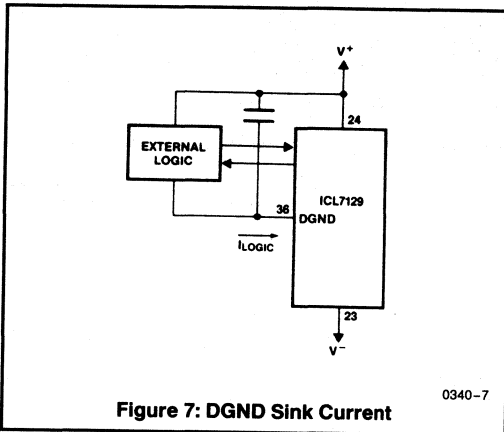 V+
24
EXTERNAL
LOGIC
ICL7129
36
DGND
ILOGIC
23
V−
0340-7
Figure 7: DGND Sink Current